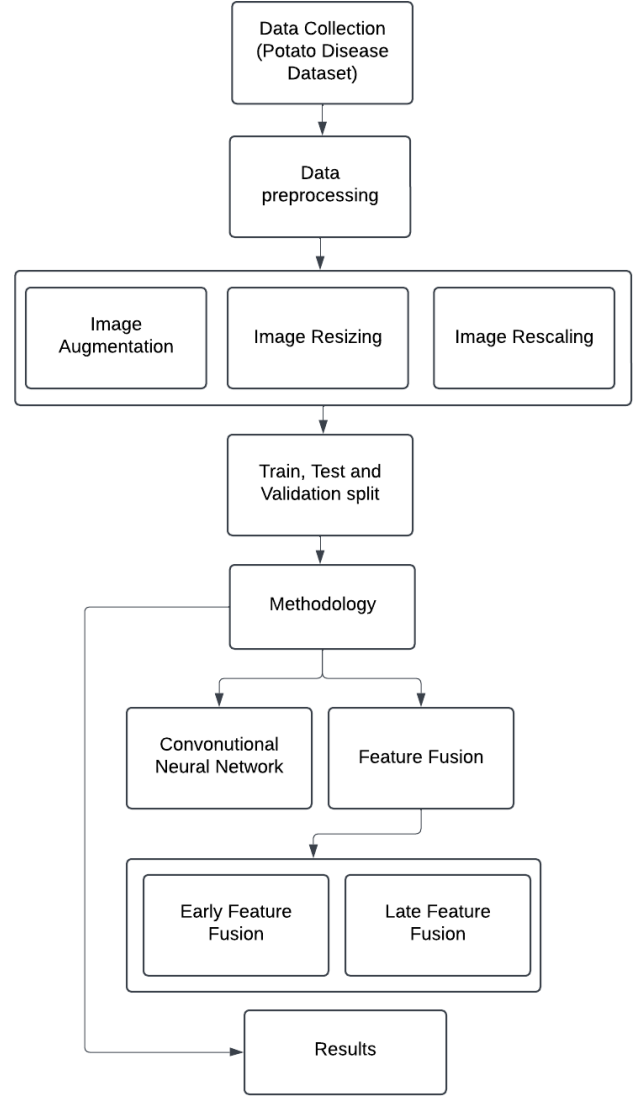 Data Collection
(Potato Disease
Dataset)
Data
preprocessing
Image
Augmentation
Image Resizing
Image Rescaling
Train, Test and
Validation split
Methodology
Convonutional
Neural Network
Feature Fusion
Early Feature
Fusion
Late Feature
Fusion
Results